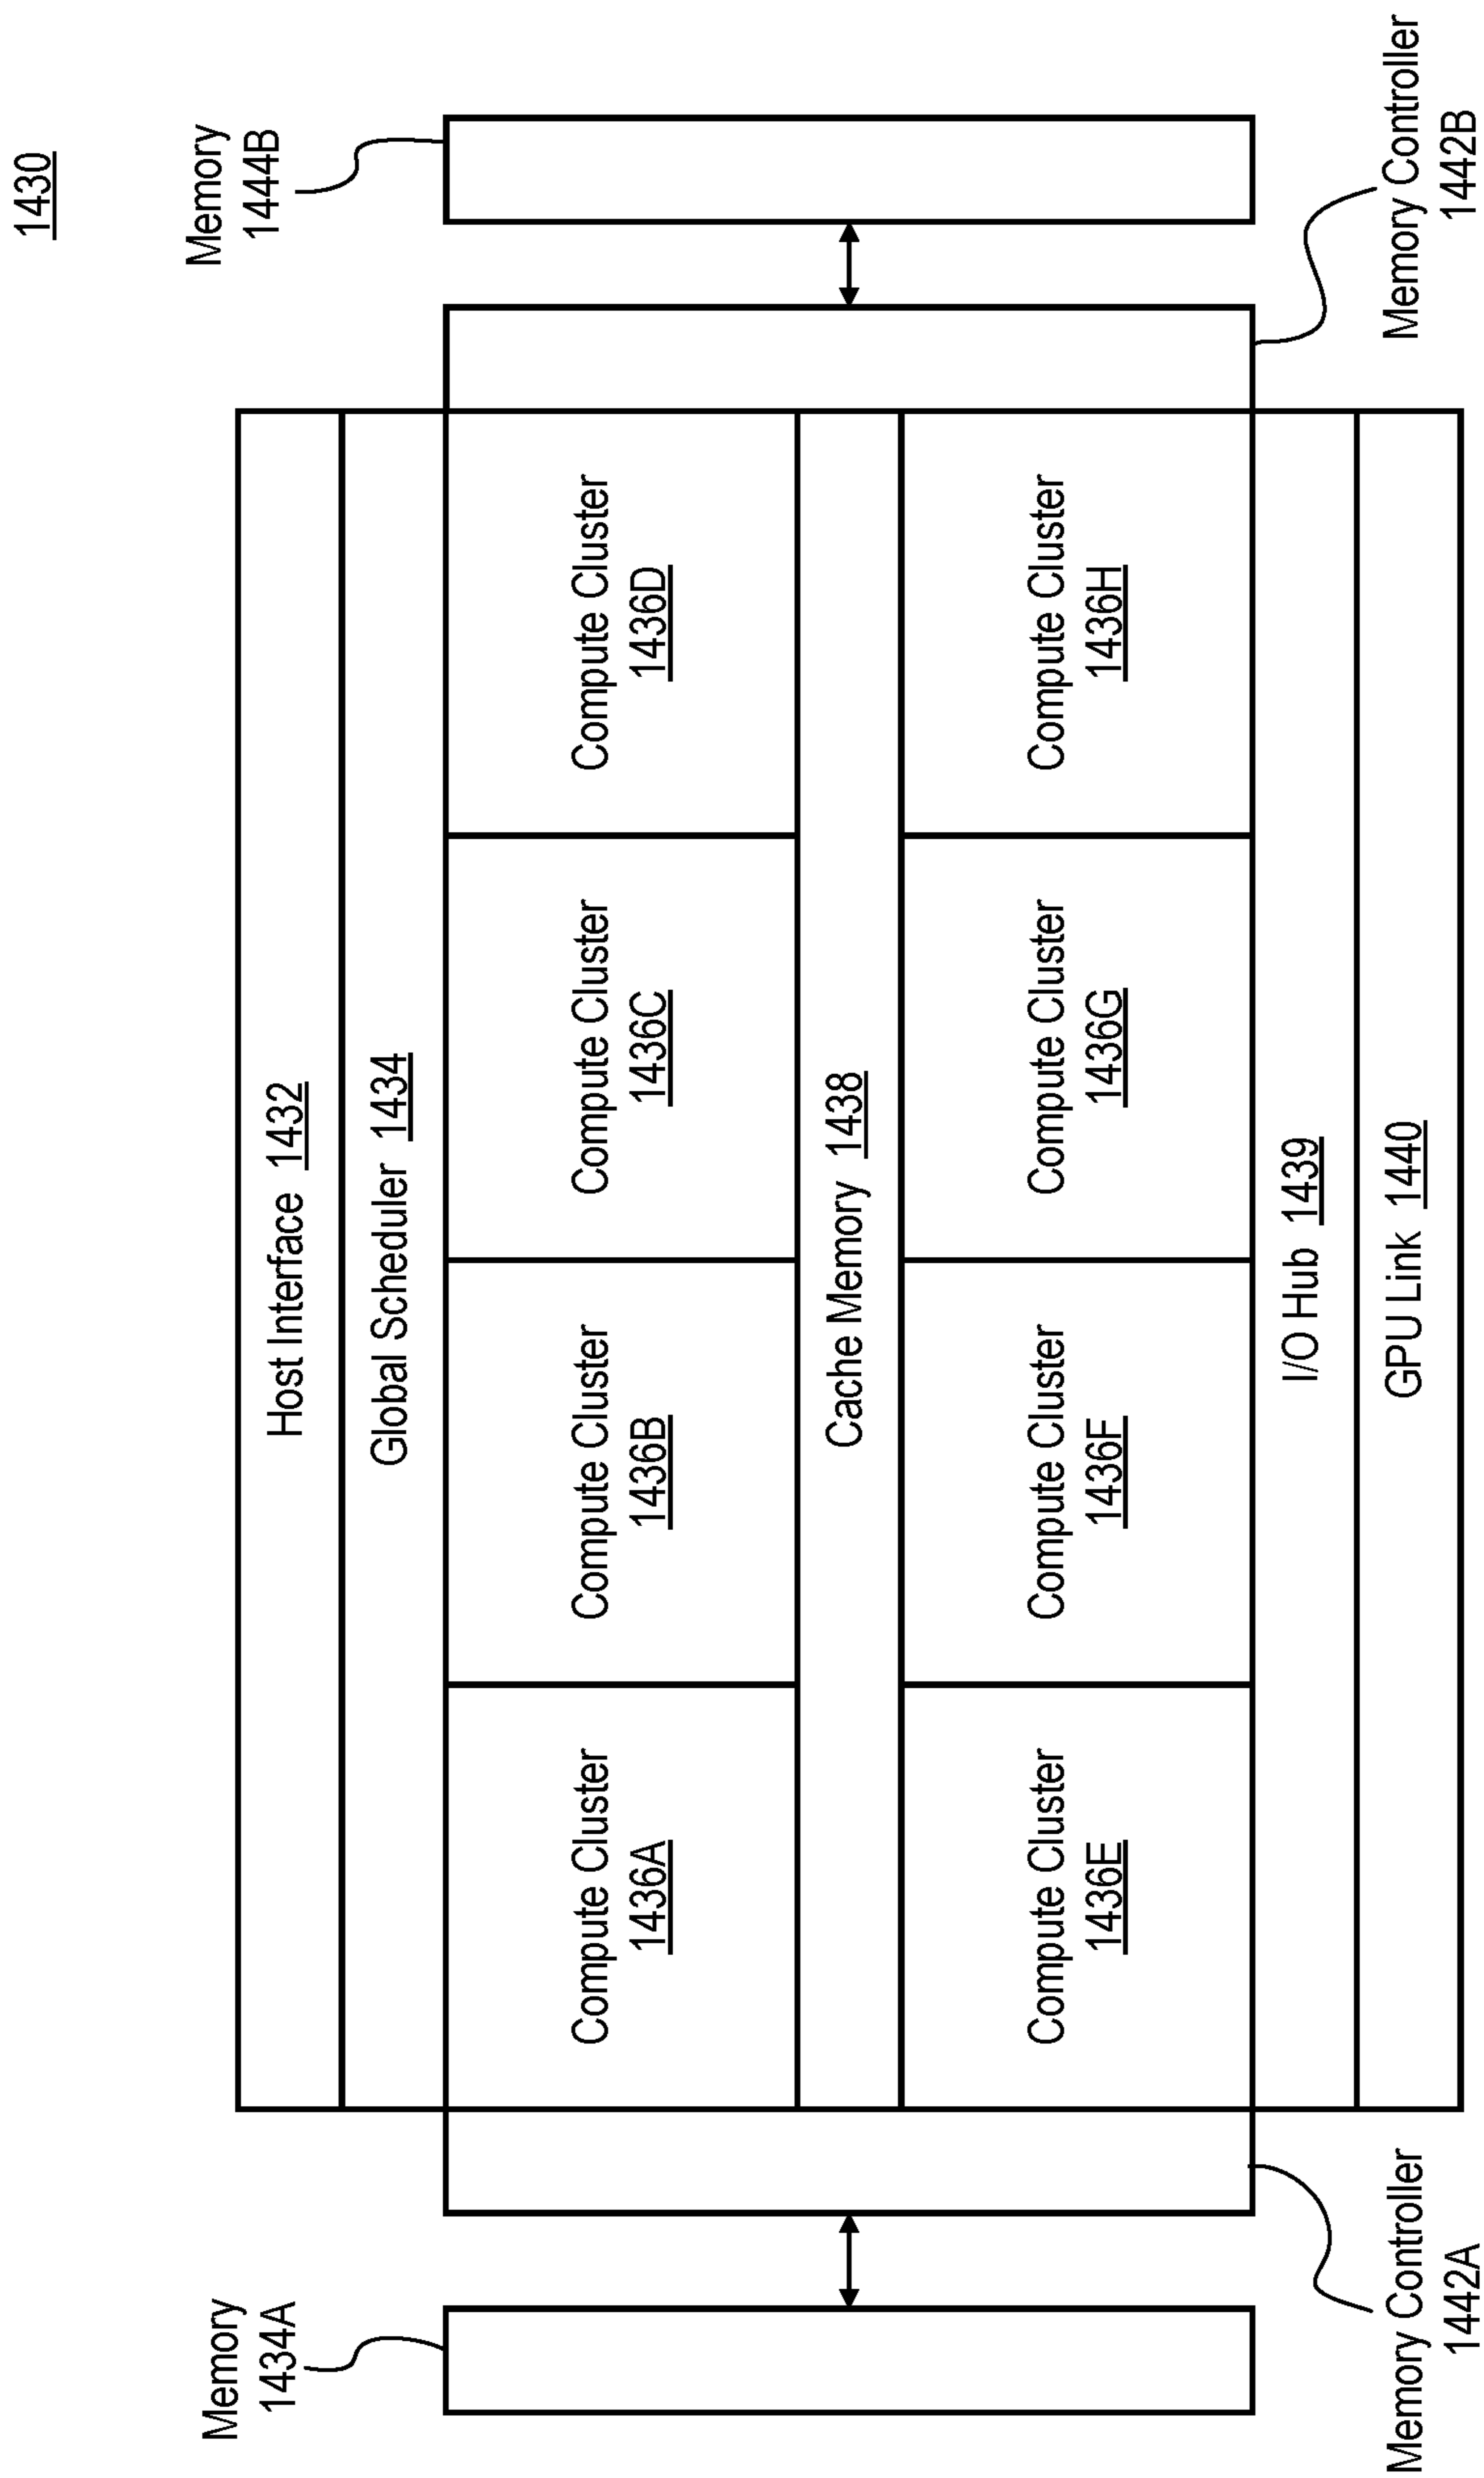 1430
Memory
1434A
Memory
1444B
Host Interface 1432
Global Scheduler 1434
Compute Cluster
1436A
Compute Cluster
1436B
Compute Cluster
1436C
Compute Cluster
1436D
Cache Memory 1438
Compute Cluster
1436E
Compute Cluster
1436F
Compute Cluster
1436G
Compute Cluster
1436H
I/O Hub 1439
GPU Link 1440
Memory Controller
1442A
Memory Controller
1442B